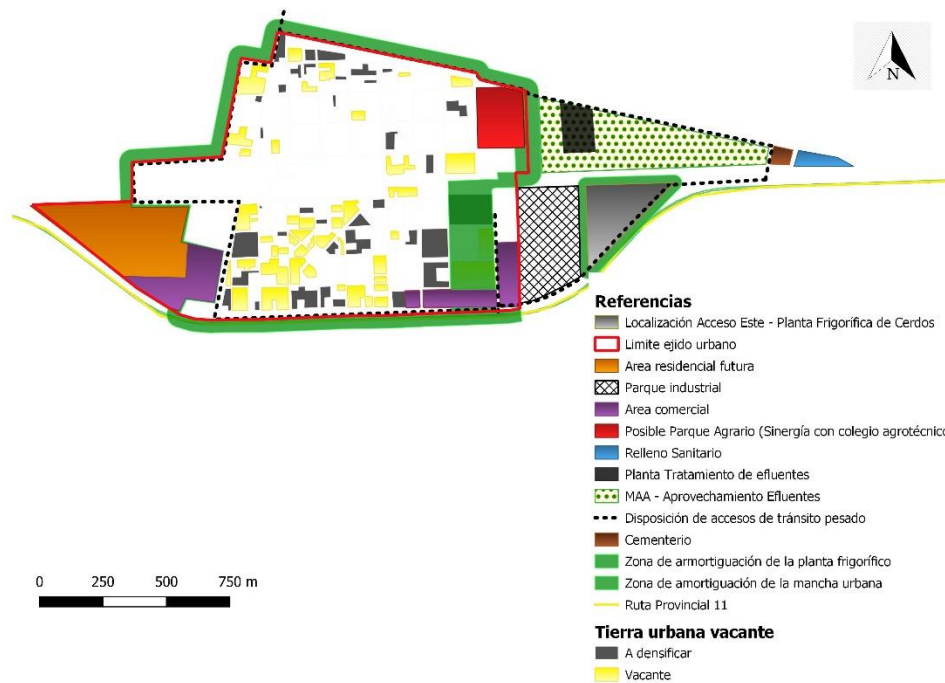 N
Referencias
Localización Acceso Este - Planta Frigorífica de Cerdos
Limite ejido urbano
Area residencial futura
Parque industrial
Area comercial
Posible Parque Agrario (Sinergía con colegio agrotécnico
Relleno Sanitario
Planta Tratamiento de efluentes
MAA - Aprovechamiento Efluentes
Disposición de accesos de tránsito pesado
Cementerio
Zona de armortiguación de la planta frigorífico
Zona de amortiguación de la mancha urbana
Ruta Provincial 11
0 250 500 750 m
Tierra urbana vacante
A densificar
Vacante